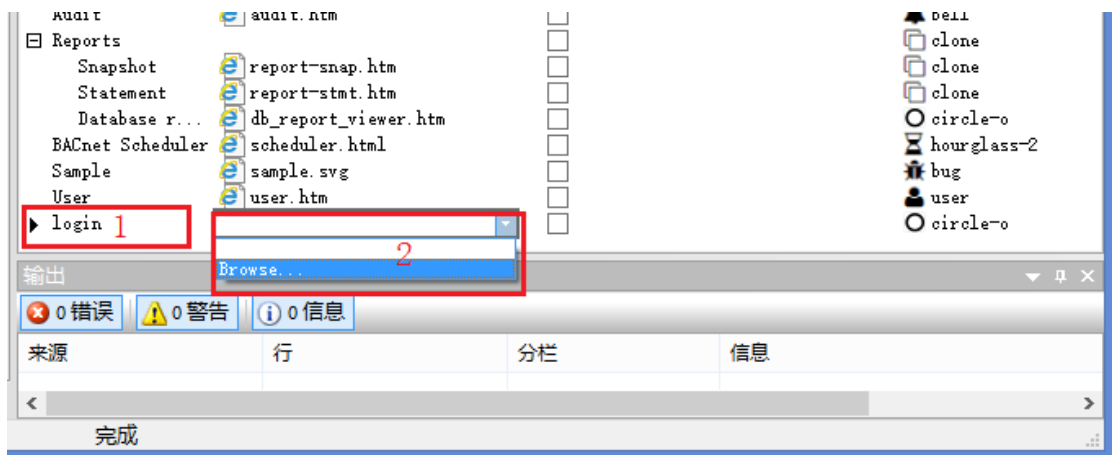 Audit audit.htm bell
Reports clone
Snapshot report-snap.htm clone
Statement report-stmt.htm clone
Database r... db_report_viewer.htm circle-o
BACnet Scheduler scheduler.html hourglass-2
Sample sample.svg bug
User user.htm user
login 1 circle-o
2
Browse...
输出
0 错误 0 警告 0 信息
来源 行 分栏 信息
完成